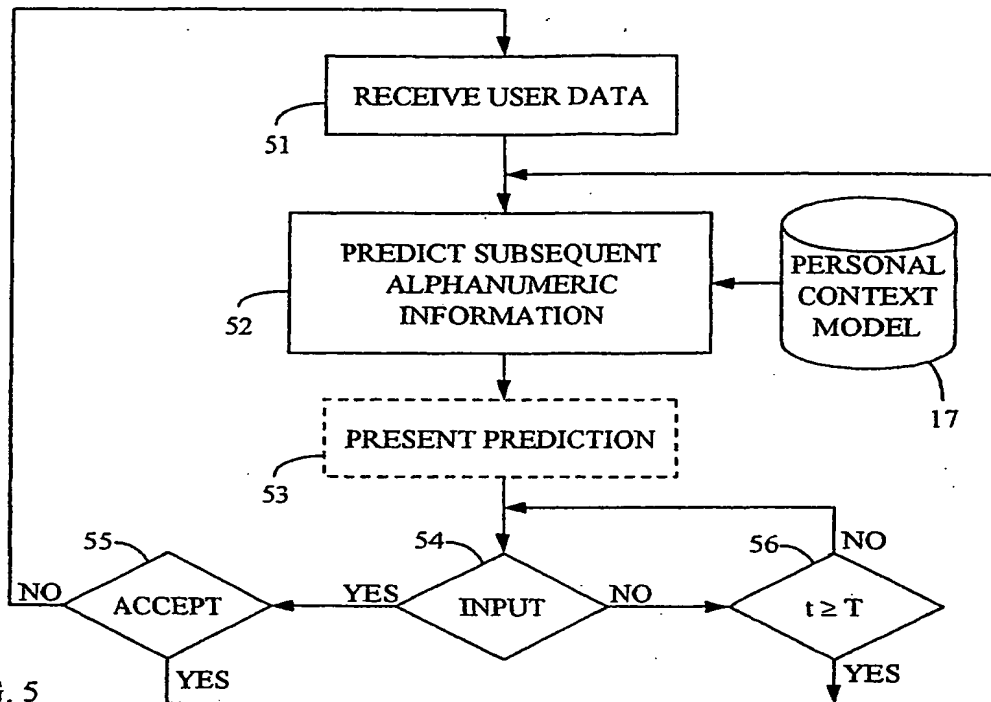 RECEIVE USER DATA
51
PREDICT SUBSEQUENT
ALPHANUMERIC
INFORMATION
52
PERSONAL
CONTEXT
MODEL
17
PRESENT PREDICTION
53
55
54
56
NO
NO
ACCEPT
YES
INPUT
NO
t ≥ T
YES
YES
. 5